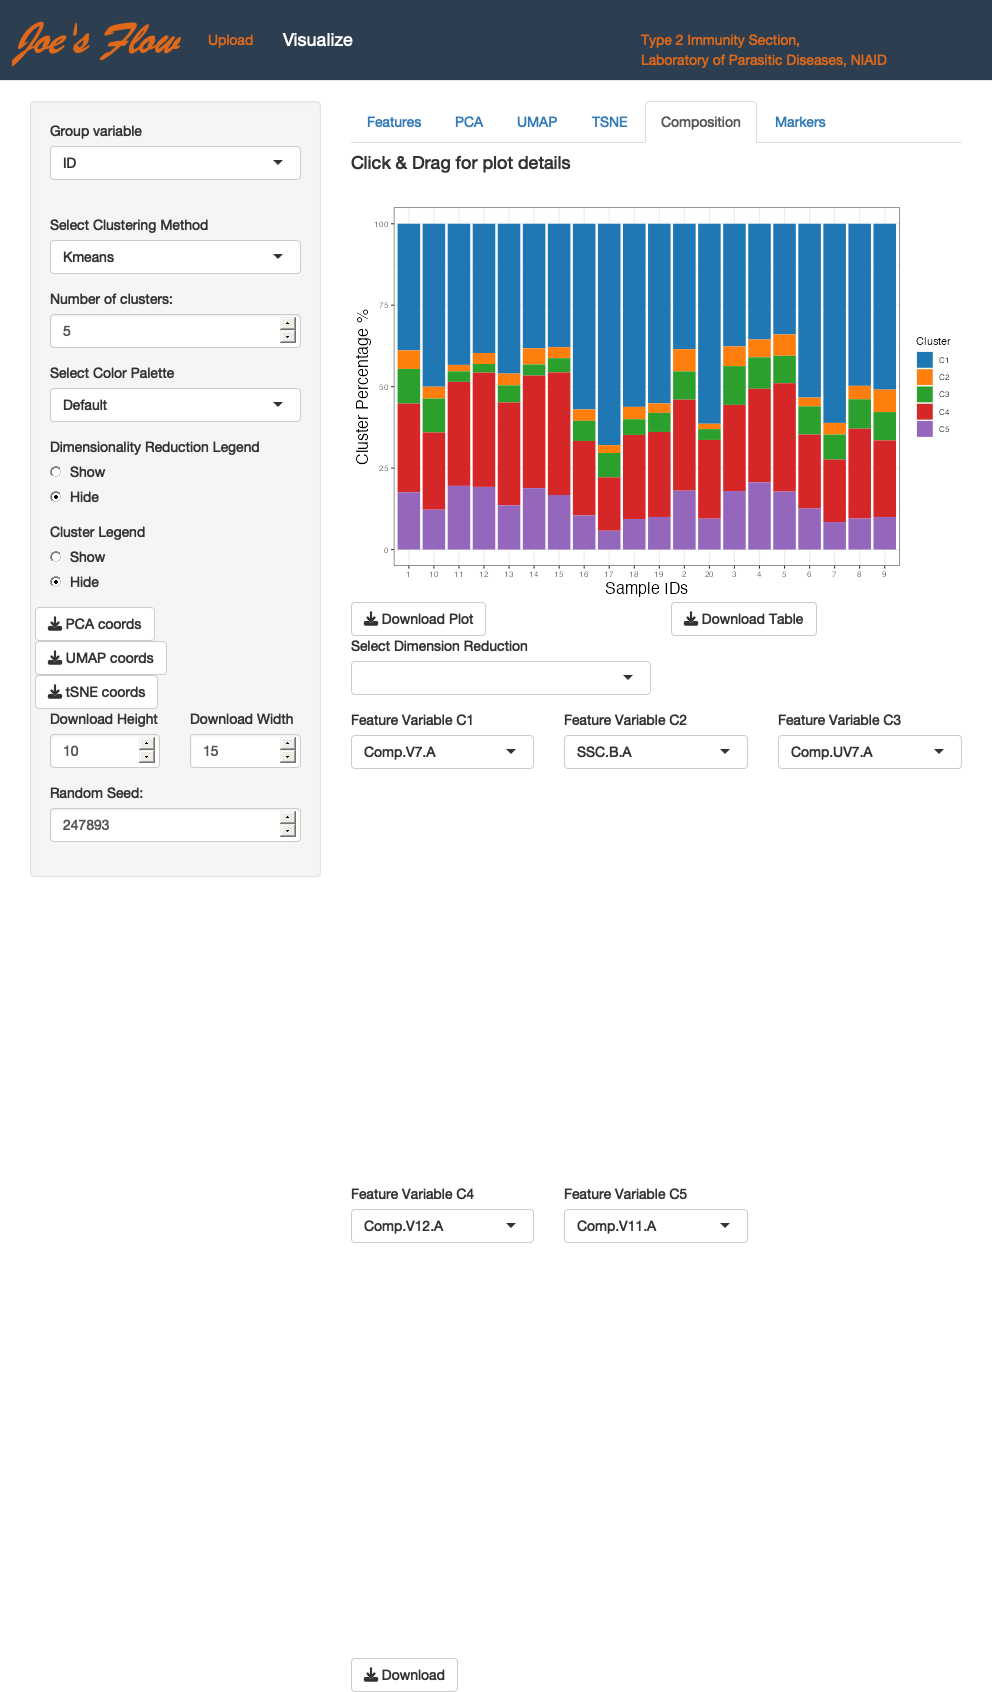 Joe's Flow
Upload
Visualize
Type 2 Immunity Section,
Laboratory of Parasitic Diseases, NIAID
Group variable
ID
Select Clustering Method
Kmeans
Number of clusters:
5
Select Color Palette
Default
Dimensionality Reduction Legend
Show
Hide
Cluster Legend
Show
Hide
PCA coords
UMAP coords
tSNE coords
Download Height
Download Width
10
15
Random Seed:
247893
Features
PCA
UMAP
TSNE
Composition
Markers
Click & Drag for plot details
Cluster Percentage %
100
75
50
25
0
1 10 11 12 13 14 15 16 17 18 19 2 20 3 4 5 6 7 8 9
Sample IDs
Cluster
C1
C2
C3
C4
C5
Download Plot
Download Table
Select Dimension Reduction
Feature Variable C1
Feature Variable C2
Feature Variable C3
Comp.V7.A
SSC.B.A
Comp.UV7.A
Feature Variable C4
Feature Variable C5
Comp.V12.A
Comp.V11.A
Download